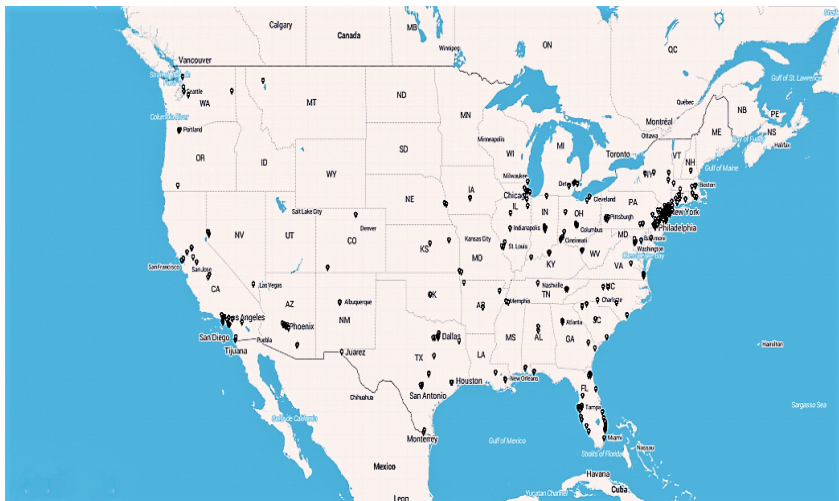 Calgary
MB
Canada
Winnipeg
ON
QC
Vancouver
Gulf of St. Lawrence
Seattle
WA
MT
ND
MN
Québec
Montréal
Ottawa
NB
PE
NS
Halifax
ME
Columbia River
Portland
OR
ID
SD
Minneapolis
WI
MI
Toronto
VT
NH
Gulf of Maine
WY
Milwaukee
NY
Boston
NE
IA
Chicago
Cleveland
PA
New York
Salt Lake City
Denver
IL
IN
OH
Pittsburgh
Philadelphia
NV
UT
CO
Kansas City
Indianapolis
Columbus
MD
Washington
San Francisco
San Jose
KS
MO
St. Louis
Cincinnati
WV
VA
KY
CA
Las Vegas
Nashville
TN
NC
Charlotte
Los Angeles
AZ
Albuquerque
OK
AR
Memphis
SC
San Diego
Phoenix
NM
Dallas
MS
AL
Atlanta
GA
Tijuana
Puebla
Juarez
TX
LA
Hamilton
Houston
New Orleans
FL
San Antonio
Chihuahua
Tampa
Sargasso Sea
Monterrey
Gulf of Mexico
Miami
Nassau
Straits of Florida
Mexico
Havana
Cuba
Leon
Yucatan Channel